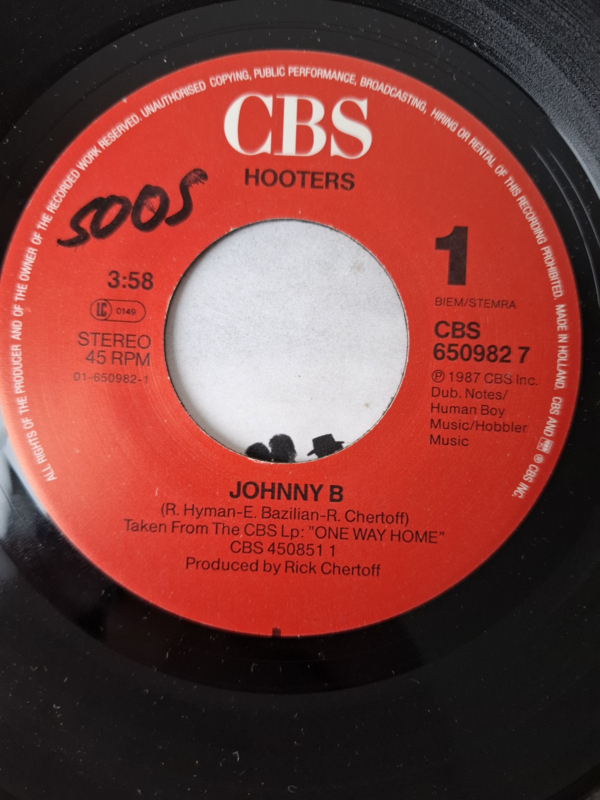 ALL RIGHTS OF THE PRODUCER AND OF THE OWNER OF THE RECORDED WORK RESERVED. UNAUTHORISED COPYING, PUBLIC PERFORMANCE, BROADCASTING, HIRING OR RENTAL OF THIS RECORDING PROHIBITED. MADE IN HOLLAND. CBS AND ® CBS INC.
CBS
HOOTERS
5005
3:58
LC 0149
STEREO
45 RPM
01-650982-1
1
BIEM/STEMRA
CBS
650982 7
℗ 1987 CBS Inc.
Dub. Notes/
Human Boy
Music/Hobbler
Music
JOHNNY B
(R. Hyman-E. Bazilian-R. Chertoff)
Taken From The CBS Lp: "ONE WAY HOME"
CBS 450851 1
Produced by Rick Chertoff